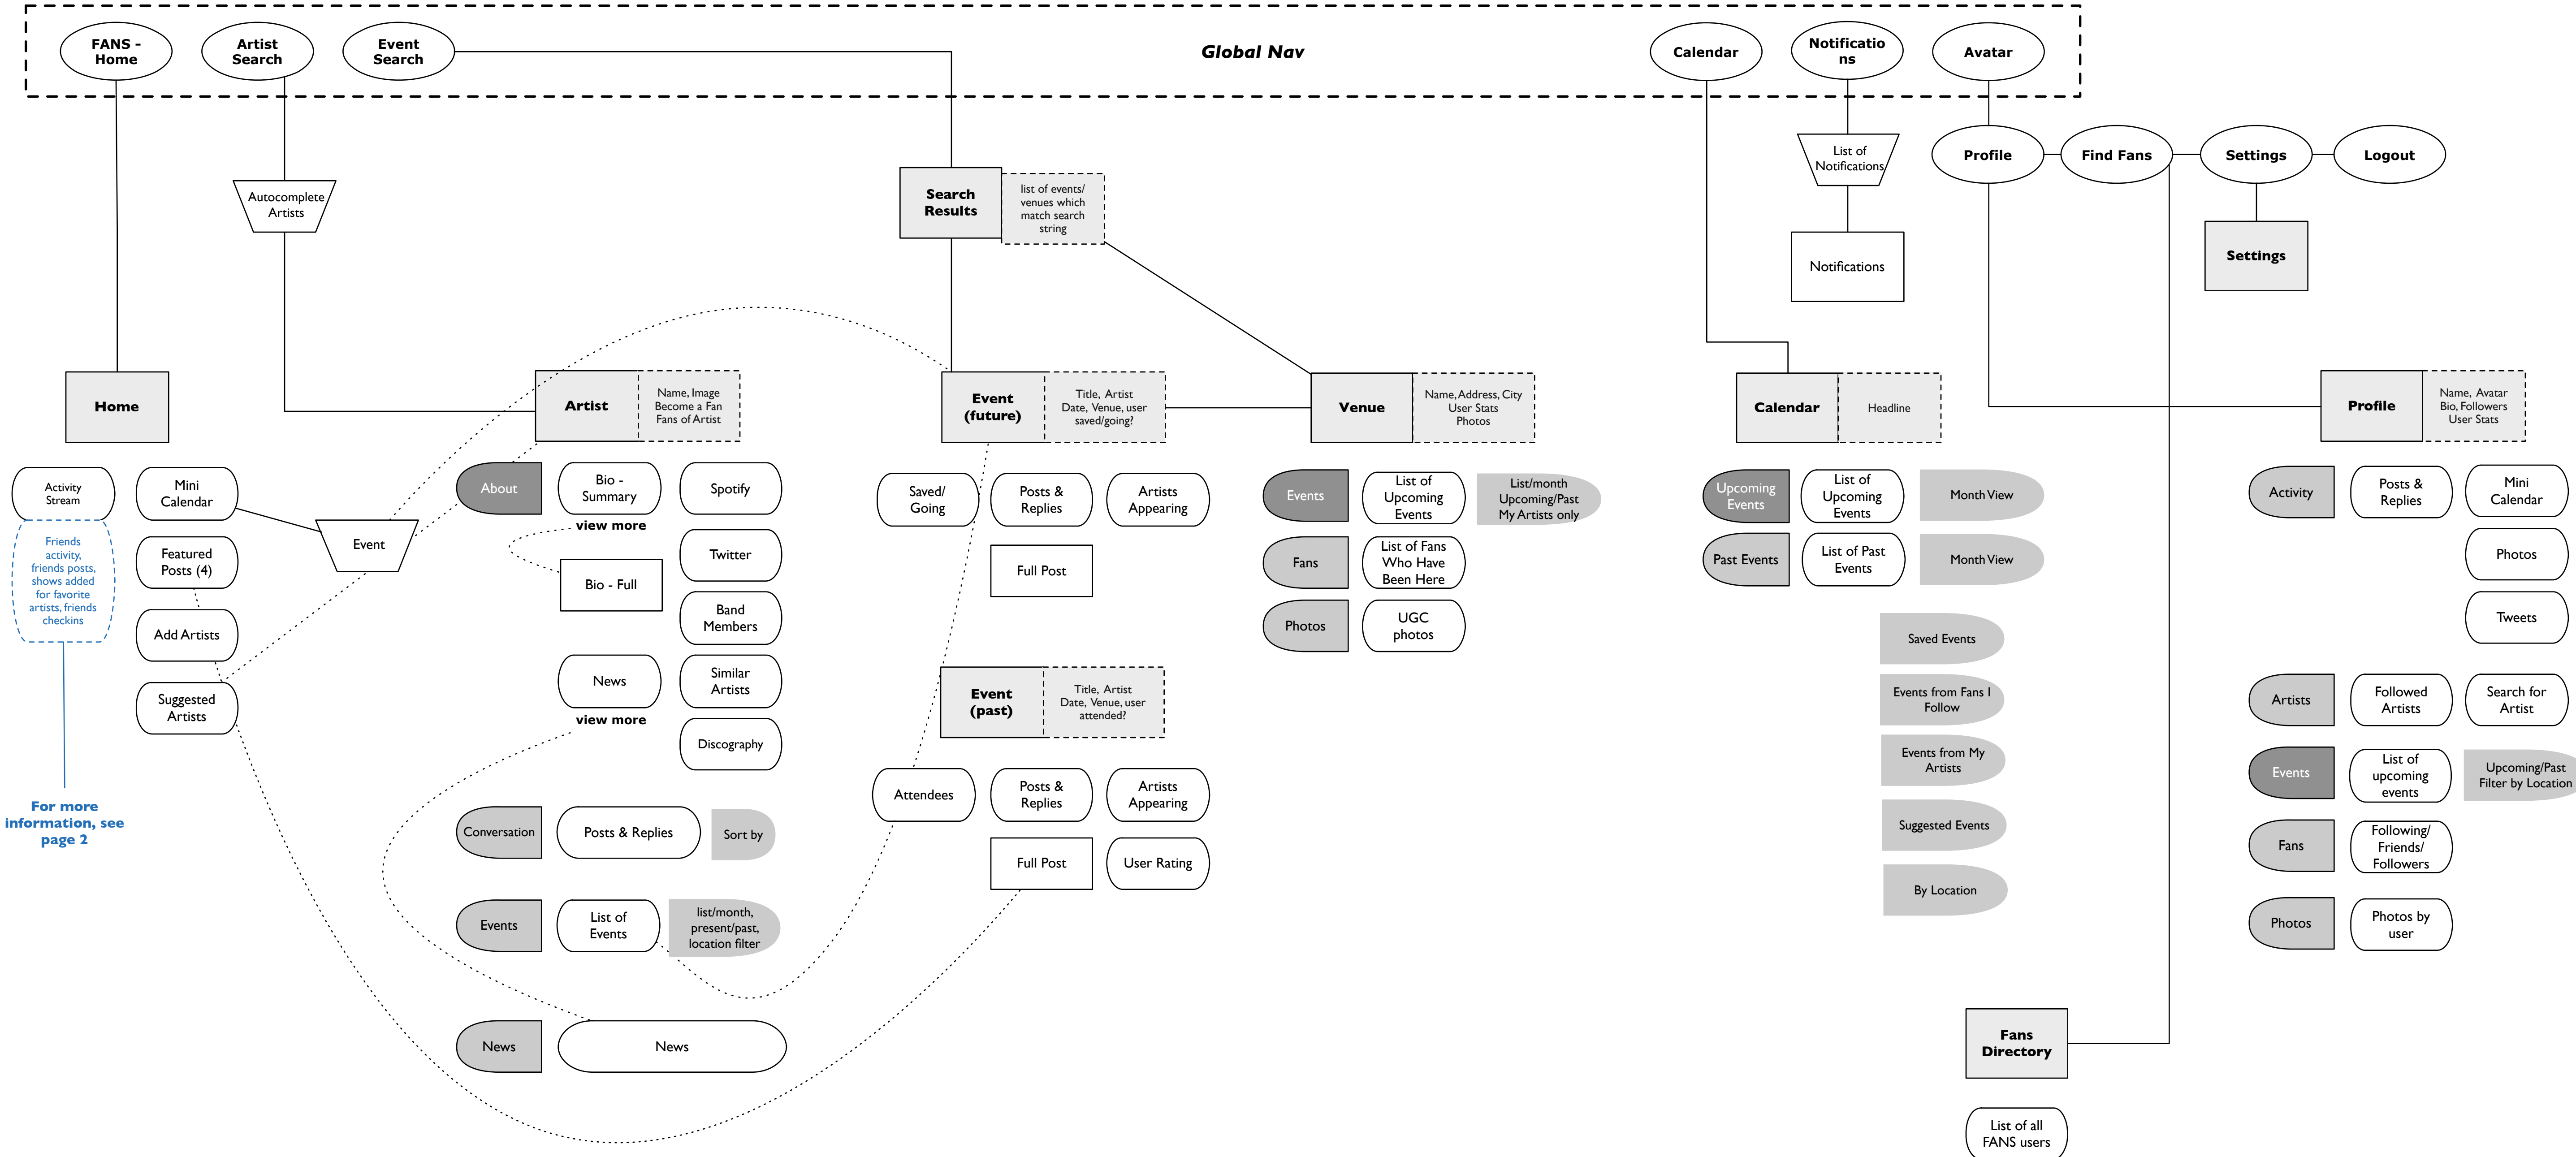 FANS -
Home
Artist
Search
Event
Search
Global Nav
Calendar
Notificatio
ns
Avatar
Autocomplete
Artists
Search
Results
list of events/
venues which
match search
string
List of
Notifications
Notifications
Profile
Find Fans
Settings
Logout
Settings
Home
Artist
Name, Image
Become a Fan
Fans of Artist
Event
(future)
Title, Artist
Date, Venue, user
saved/going?
Venue
Name, Address, City
User Stats
Photos
Calendar
Headline
Profile
Name, Avatar
Bio, Followers
User Stats
Activity
Stream
Friends
activity,
friends posts,
shows added
for favorite
artists, friends
checkins
For more
information, see
page 2
Mini
Calendar
Featured
Posts (4)
Add Artists
Suggested
Artists
Event
About
Bio -
Summary
view more
Bio - Full
News
view more
Spotify
Twitter
Band
Members
Similar
Artists
Discography
Conversation
Posts & Replies
Sort by
Events
List of
Events
list/month,
present/past,
location filter
News
News
Saved/
Going
Posts &
Replies
Artists
Appearing
Full Post
Event
(past)
Title, Artist
Date, Venue, user
attended?
Attendees
Posts &
Replies
Artists
Appearing
Full Post
User Rating
Events
List of
Upcoming
Events
List/month
Upcoming/Past
My Artists only
Fans
List of Fans
Who Have
Been Here
Photos
UGC
photos
Upcoming
Events
List of
Upcoming
Events
Month View
Past Events
List of Past
Events
Month View
Saved Events
Events from Fans I
Follow
Events from My
Artists
Suggested Events
By Location
Fans
Directory
List of all
FANS users
Activity
Posts &
Replies
Mini
Calendar
Photos
Tweets
Artists
Followed
Artists
Search for
Artist
Events
List of
upcoming
events
Upcoming/Past
Filter by Location
Fans
Following/
Friends/
Followers
Photos
Photos by
user